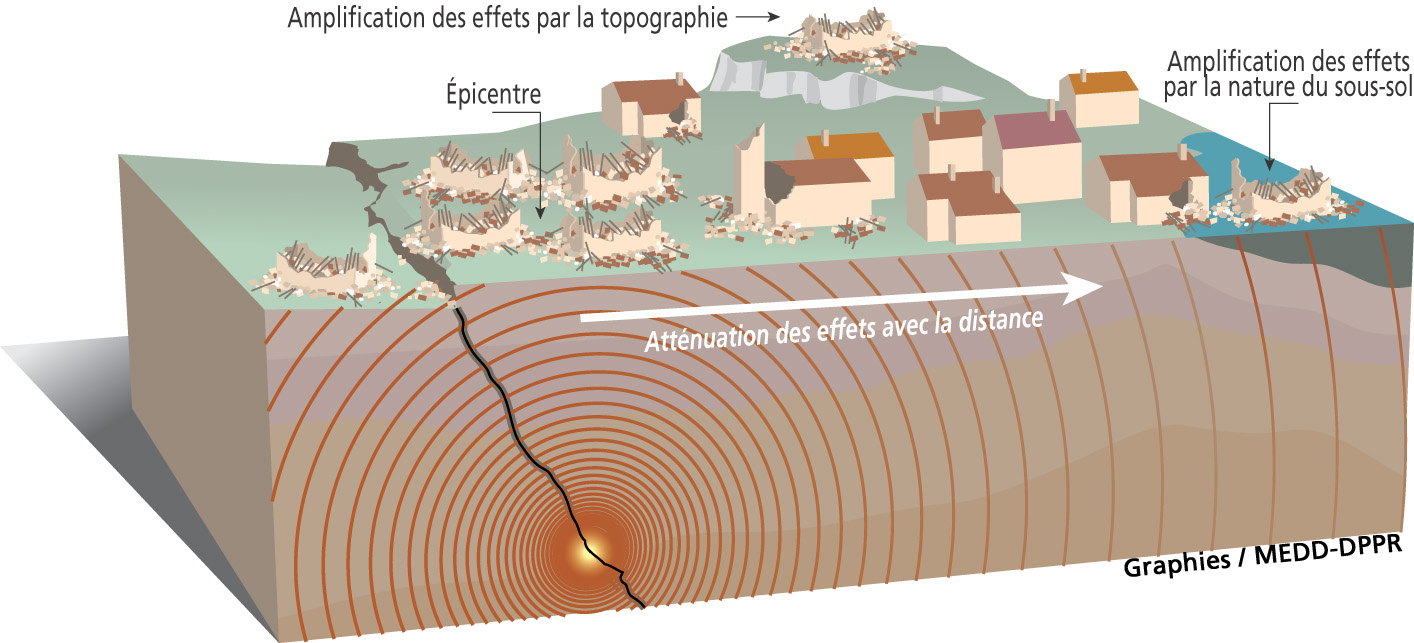 Amplification des effets par la topographie
Épicentre
Amplification des effets
par la nature du sous-sol
Atténuation des effets avec la distance
Graphies / MEDD-DPPR